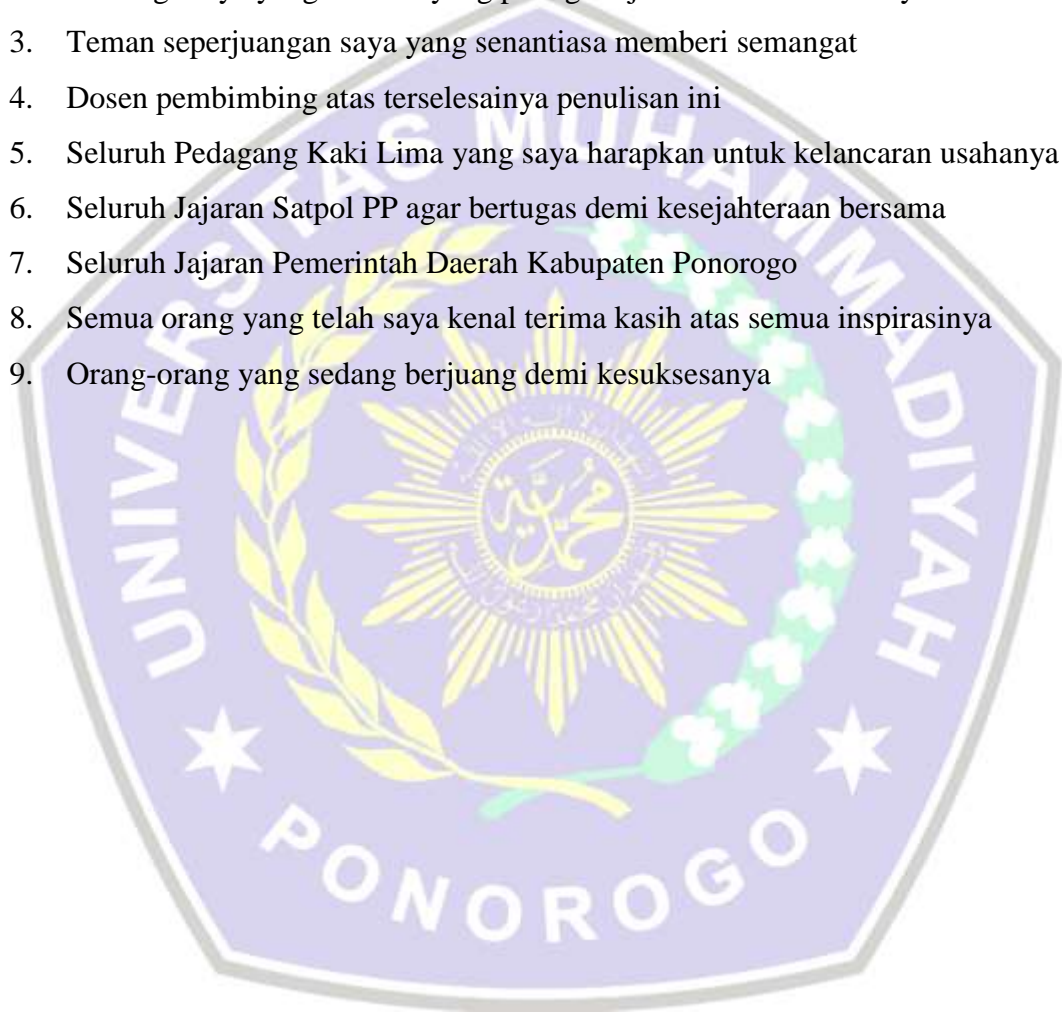 3. Teman seperjuangan saya yang senantiasa memberi semangat
4. Dosen pembimbing atas terselesainya penulisan ini
5. Seluruh Pedagang Kaki Lima yang saya harapkan untuk kelancaran usahanya
6. Seluruh Jajaran Satpol PP agar bertugas demi kesejahteraan bersama
7. Seluruh Jajaran Pemerintah Daerah Kabupaten Ponorogo
8. Semua orang yang telah saya kenal terima kasih atas semua inspirasinya
9. Orang-orang yang sedang berjuang demi kesuksesanya
UNIVERSITAS MUHAMMADIYAH
PONOROGO